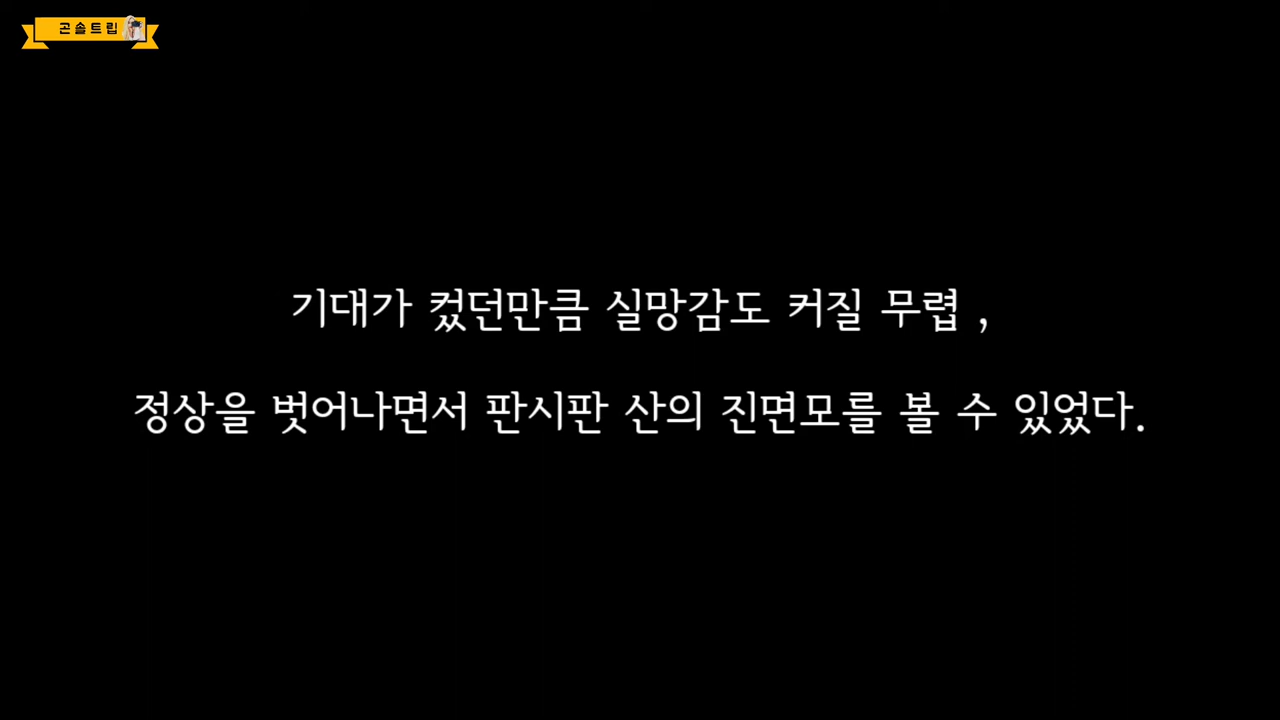 곤솔트립
기대가 컸던만큼 실망감도 커질 무렵 ,
정상을 벗어나면서 판시판 산의 진면모를 볼 수 있었다.